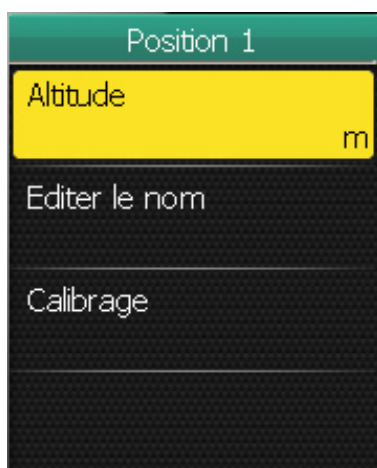 Position 1
Altitude
m
Editer le nom
Calibrage